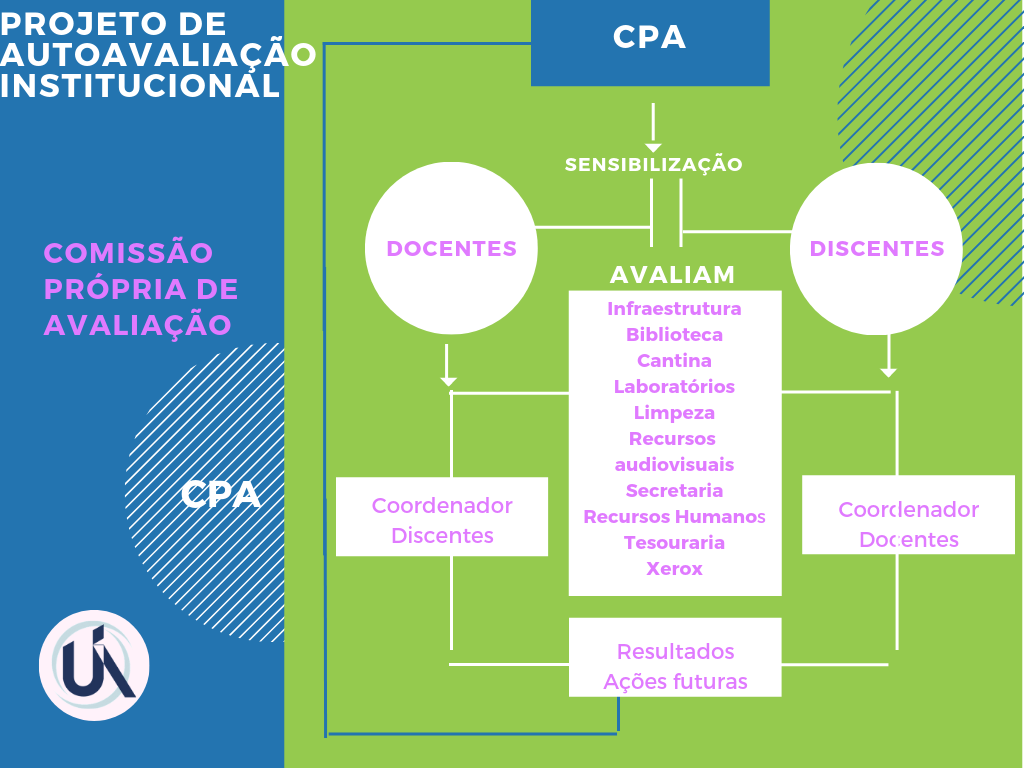 PROJETO DE
AUTOAVALIAÇÃO
INSTITUCIONAL
COMISSÃO
PRÓPRIA DE
AVALIAÇÃO
CPA
UA
CPA
SENSIBILIZAÇÃO
DOCENTES
DISCENTES
AVALIAM
Infraestrutura
Biblioteca
Cantina
Laboratórios
Limpeza
Recursos
audiovisuais
Secretaria
Recursos Humanos
Tesouraria
Xerox
Coordenador
Discentes
Coordenador
Docentes
Resultados
Ações futuras